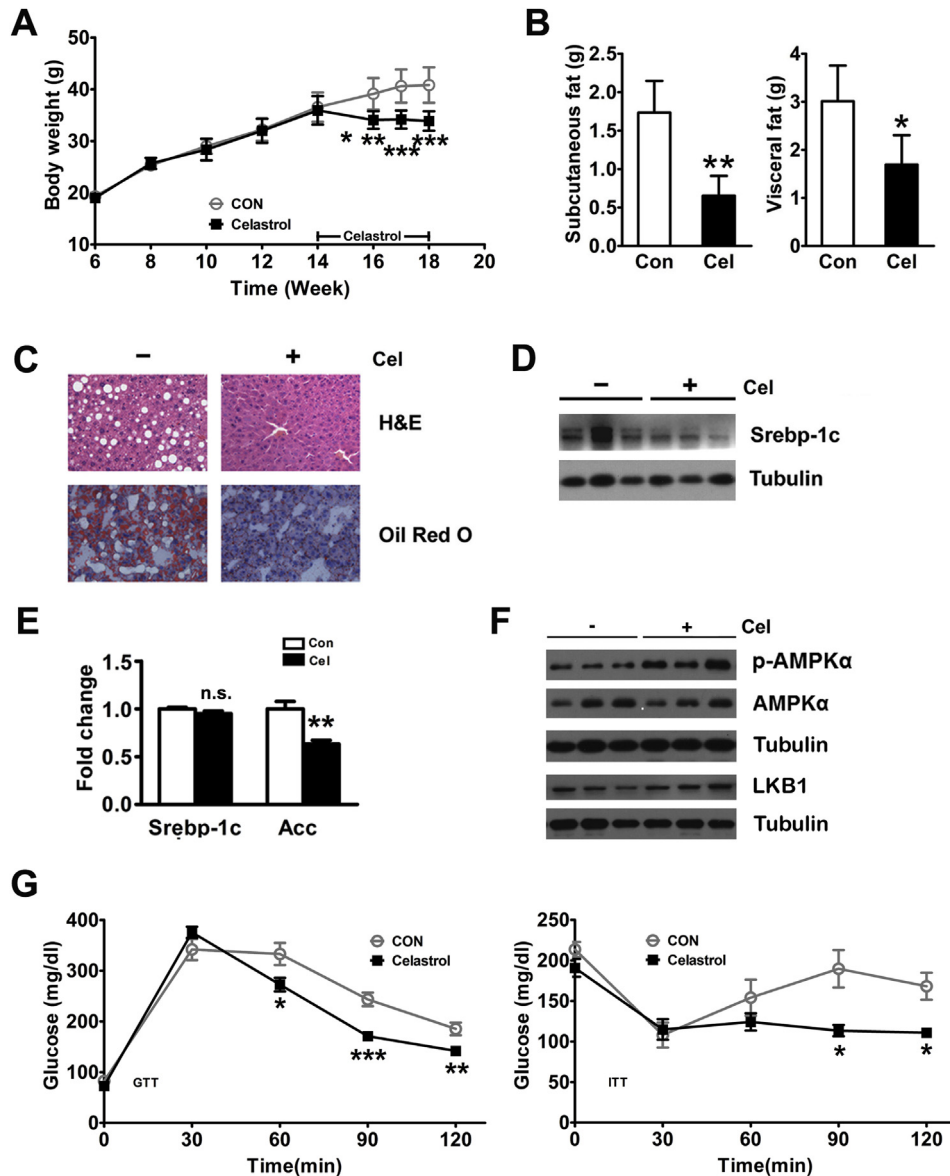 A
Body weight (g)
50
40
30
20
10
CON
Celastrol
Celastrol
*
**
***
***
6
8
10
12
14
16
18
20
Time (Week)
B
Subcutaneous fat (g)
2.5
2.0
1.5
1.0
0.5
0.0
**
Con
Cel
Visceral fat (g)
4
3
2
1
0
*
Con
Cel
C
−
+
Cel
H&E
Oil Red O
D
−
+
Cel
Srebp-1c
Tubulin
E
Con
Cel
Fold change
1.5
1.0
0.5
0.0
n.s.
**
Srebp-1c
Acc
F
-
+
Cel
p-AMPKα
AMPKα
Tubulin
LKB1
Tubulin
G
Glucose (mg/dl)
400
300
200
100
0
CON
Celastrol
*
***
**
GTT
0
30
60
90
120
Time(min)
Glucose (mg/dl)
250
200
150
100
50
0
CON
Celastrol
*
*
ITT
0
30
60
90
120
Time(min)